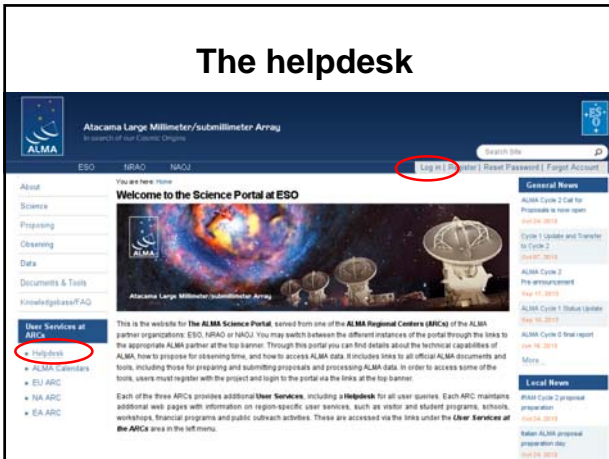 The helpdesk
ALMA
Atacama Large Millimeter/submillimeter Array
In search of our Cosmic Origins
Search Site
ESO NRAO NAOJ
Log in | Register | Reset Password | Forgot Account
About
Science
Proposing
Observing
Data
Documents & Tools
Knowledgebase/FAQ
User Services at ARCs
Helpdesk
ALMA Calendars
EU ARC
NA ARC
EA ARC
You are here: Home
Welcome to the Science Portal at ESO
ALMA
Atacama Large Millimeter/submillimeter Array
This is the website for The ALMA Science Portal, served from one of the ALMA Regional Centers (ARCs) of the ALMA
partner organizations: ESO, NRAO or NAOJ. You may switch between the different instances of the portal through the links to
the appropriate ALMA partner at the top banner. Through this portal you can find details about the technical capabilities of
ALMA, how to propose for observing time, and how to access ALMA data. It includes links to all official ALMA documents and
tools, including those for preparing and submitting proposals and processing ALMA data. In order to access some of the
tools, users must register with the project and login to the portal via the links at the top banner.
Each of the three ARCs provides additional User Services, including a Helpdesk for all user queries. Each ARC maintains
additional web pages with information on region-specific user services, such as visitor and student programs, schools,
workshops, financial programs and public outreach activities. These are accessed via the links under the User Services at
the ARCs area in the left menu.
General News
ALMA Cycle 2 Call for
Proposals is now open
Cycle 1 Update and Transfer
to Cycle 2
ALMA Cycle 2
Pre-announcement
ALMA Cycle 1 Status Update
ALMA Cycle 0 final report
More...
Local News
IRAM Cycle 2 proposal
preparation
Italian ALMA proposal
preparation day